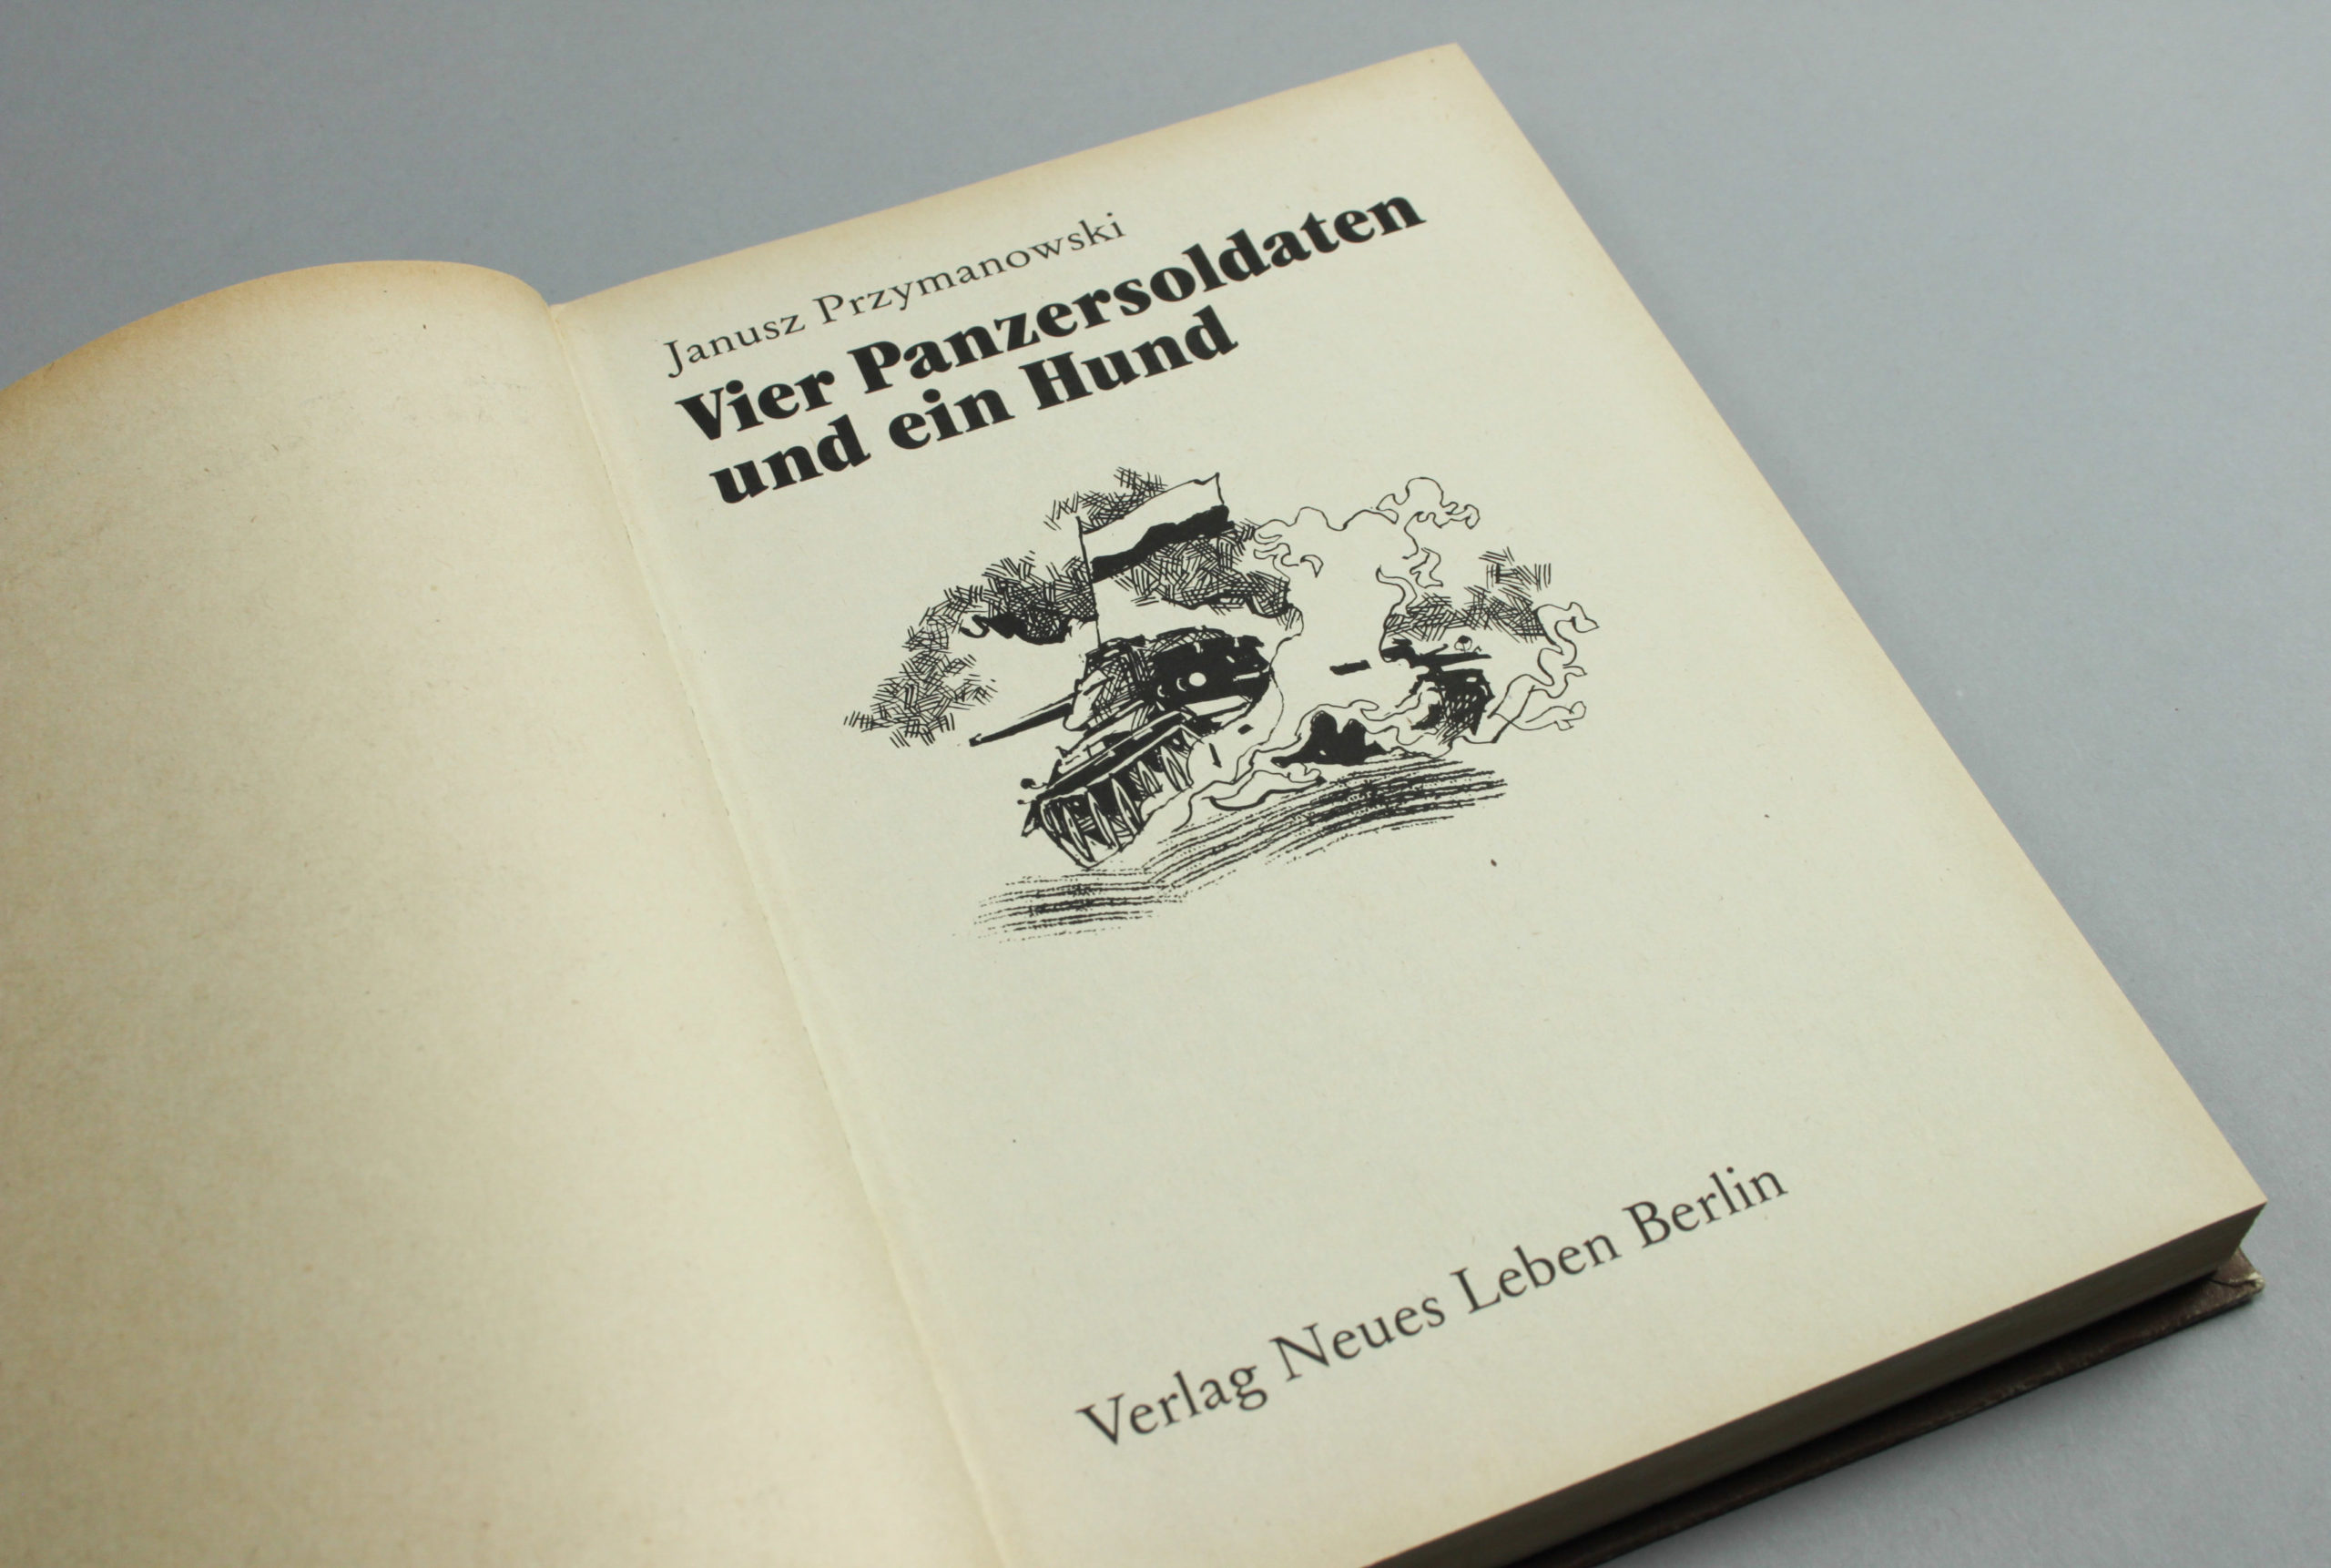 Janusz Przymanowski
Vier Panzersoldaten
und ein Hund
Verlag Neues Leben Berlin